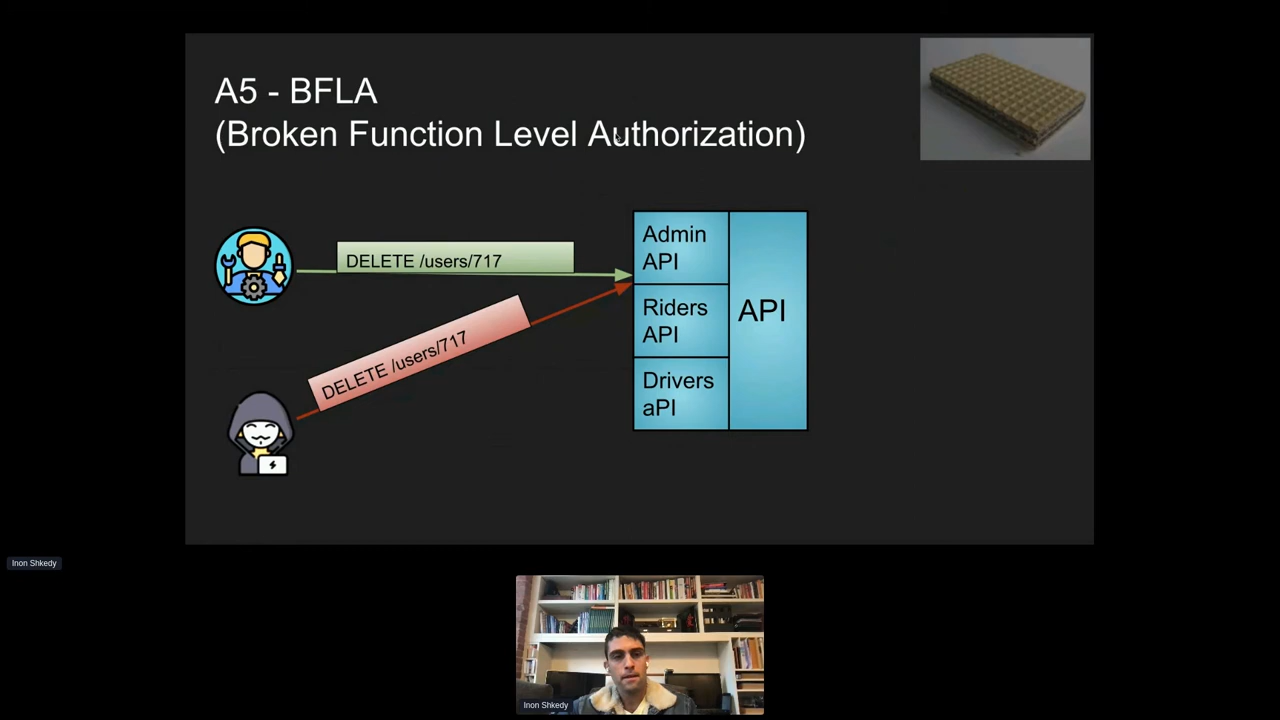 A5 - BFLA
(Broken Function Level Authorization)
DELETE /users/717
DELETE /users/717
Admin
API
Riders
API
Drivers
aPI
API
Inon Shkedy
Inon Shkedy